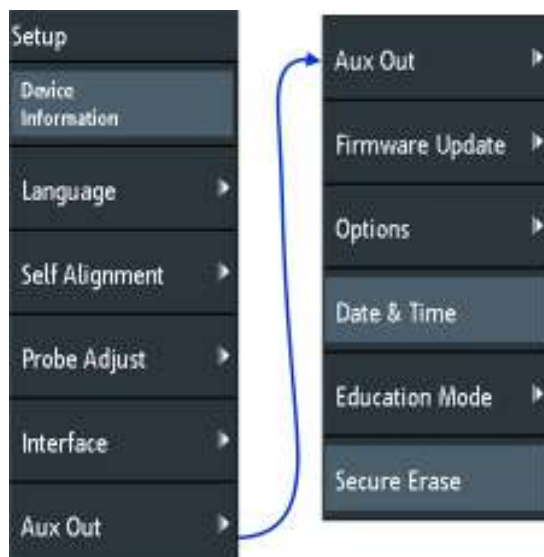 Setup
Device
Information
Language
Self Alignment
Probe Adjust
Interface
Aux Out
Aux Out
Firmware Update
Options
Date & Time
Education Mode
Secure Erase